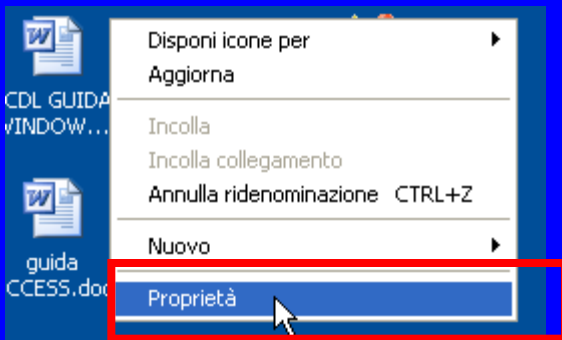 CDL GUIDA
WINDOW...
guida
CCESS.doc
Disponi icone per
Aggiorna
Incolla
Incolla collegamento
Annulla ridenominazione CTRL+Z
Nuovo
Proprietà